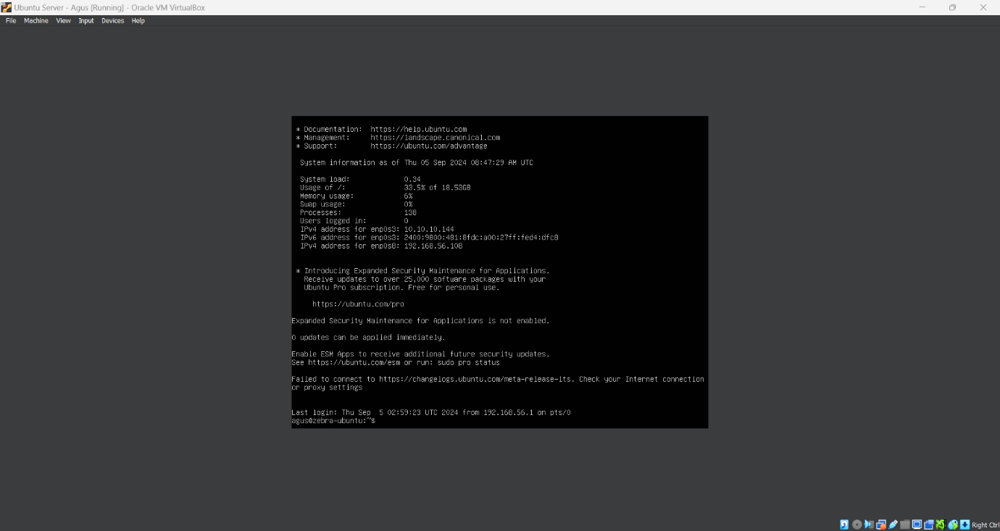 Ubuntu Server - Agus [Running] - Oracle VM VirtualBox
File Machine View Input Devices Help
* Documentation: https://help.ubuntu.com
* Management: https://landscape.canonical.com
* Support: https://ubuntu.com/advantage
System information as of Thu 05 Sep 2024 08:47:29 AM UTC
System load: 0.34
Usage of /: 33.5% of 18.53GB
Memory usage: 6%
Swap usage: 0%
Processes: 138
Users logged in: 0
IPv4 address for enp0s3: 10.10.10.144
IPv6 address for enp0s3: 2400:9800:481:8fdc:a00:27ff:fed4:dfc8
IPv4 address for enp0s8: 192.168.56.108
* Introducing Expanded Security Maintenance for Applications.
Receive updates to over 25,000 software packages with your
Ubuntu Pro subscription. Free for personal use.
https://ubuntu.com/pro
Expanded Security Maintenance for Applications is not enabled.
0 updates can be applied immediately.
Enable ESM Apps to receive additional future security updates.
See https://ubuntu.com/esm or run: sudo pro status
Failed to connect to https://changelogs.ubuntu.com/meta-release-lts. Check your Internet connection
or proxy settings
Last login: Thu Sep  5 02:59:23 UTC 2024 from 192.168.56.1 on pts/0
agus@zebra-ubuntu:~$
Right Ctrl